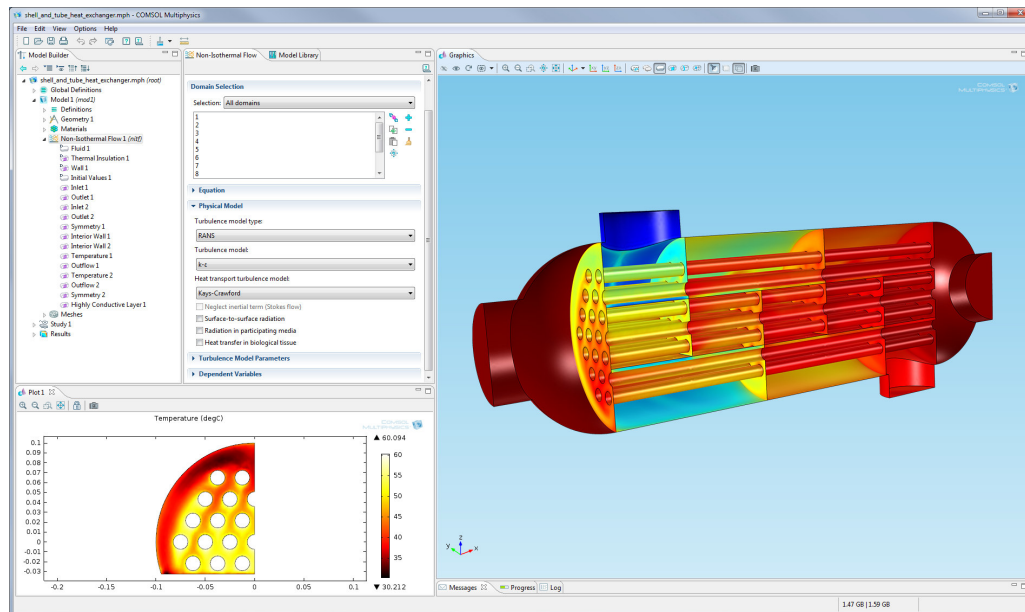 shell_and_tube_heat_exchanger.mph - COMSOL Multiphysics
File Edit View Options Help
Model Builder
shell_and_tube_heat_exchanger.mph (root)
Global Definitions
Model 1 (mod1)
Definitions
Geometry 1
Materials
Non-Isothermal Flow 1 (nitf)
Fluid 1
Thermal Insulation 1
Wall 1
Initial Values 1
Inlet 1
Outlet 1
Inlet 2
Outlet 2
Symmetry 1
Interior Wall 1
Interior Wall 2
Temperature 1
Outflow 1
Temperature 2
Outflow 2
Symmetry 2
Highly Conductive Layer 1
Meshes
Study 1
Results
Non-Isothermal Flow Model Library
Domain Selection
Selection: All domains
1
2
3
4
5
6
7
8
Equation
Physical Model
Turbulence model type:
RANS
Turbulence model:
k-ε
Heat transport turbulence model:
Kays-Crawford
Neglect inertial term (Stokes flow)
Surface-to-surface radiation
Radiation in participating media
Heat transfer in biological tissue
Turbulence Model Parameters
Dependent Variables
Graphics
COMSOL
MULTIPHYSICS
z
y x
Plot 1
Temperature (degC)
COMSOL
MULTIPHYSICS
▲ 60.094
60
55
50
45
40
35
▼ 30.212
0.1
0.09
0.08
0.07
0.06
0.05
0.04
0.03
0.02
0.01
0
-0.01
-0.02
-0.03
-0.2 -0.1 0 0.1
Messages Progress Log
1.47 GB | 1.59 GB